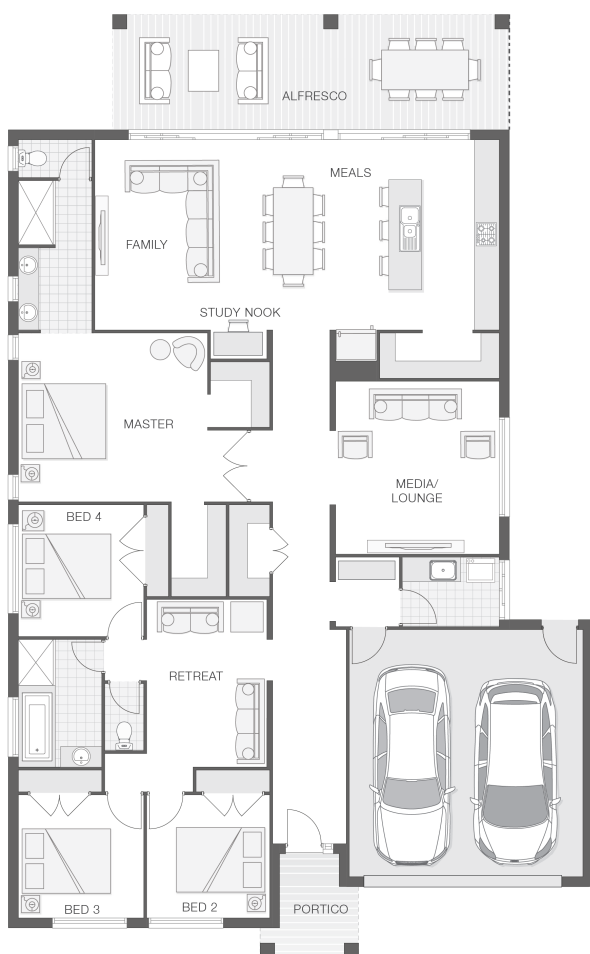 ALFRESCO
MEALS
FAMILY
STUDY NOOK
MASTER
MEDIA/
LOUNGE
BED 4
RETREAT
BED 3
BED 2
PORTICO